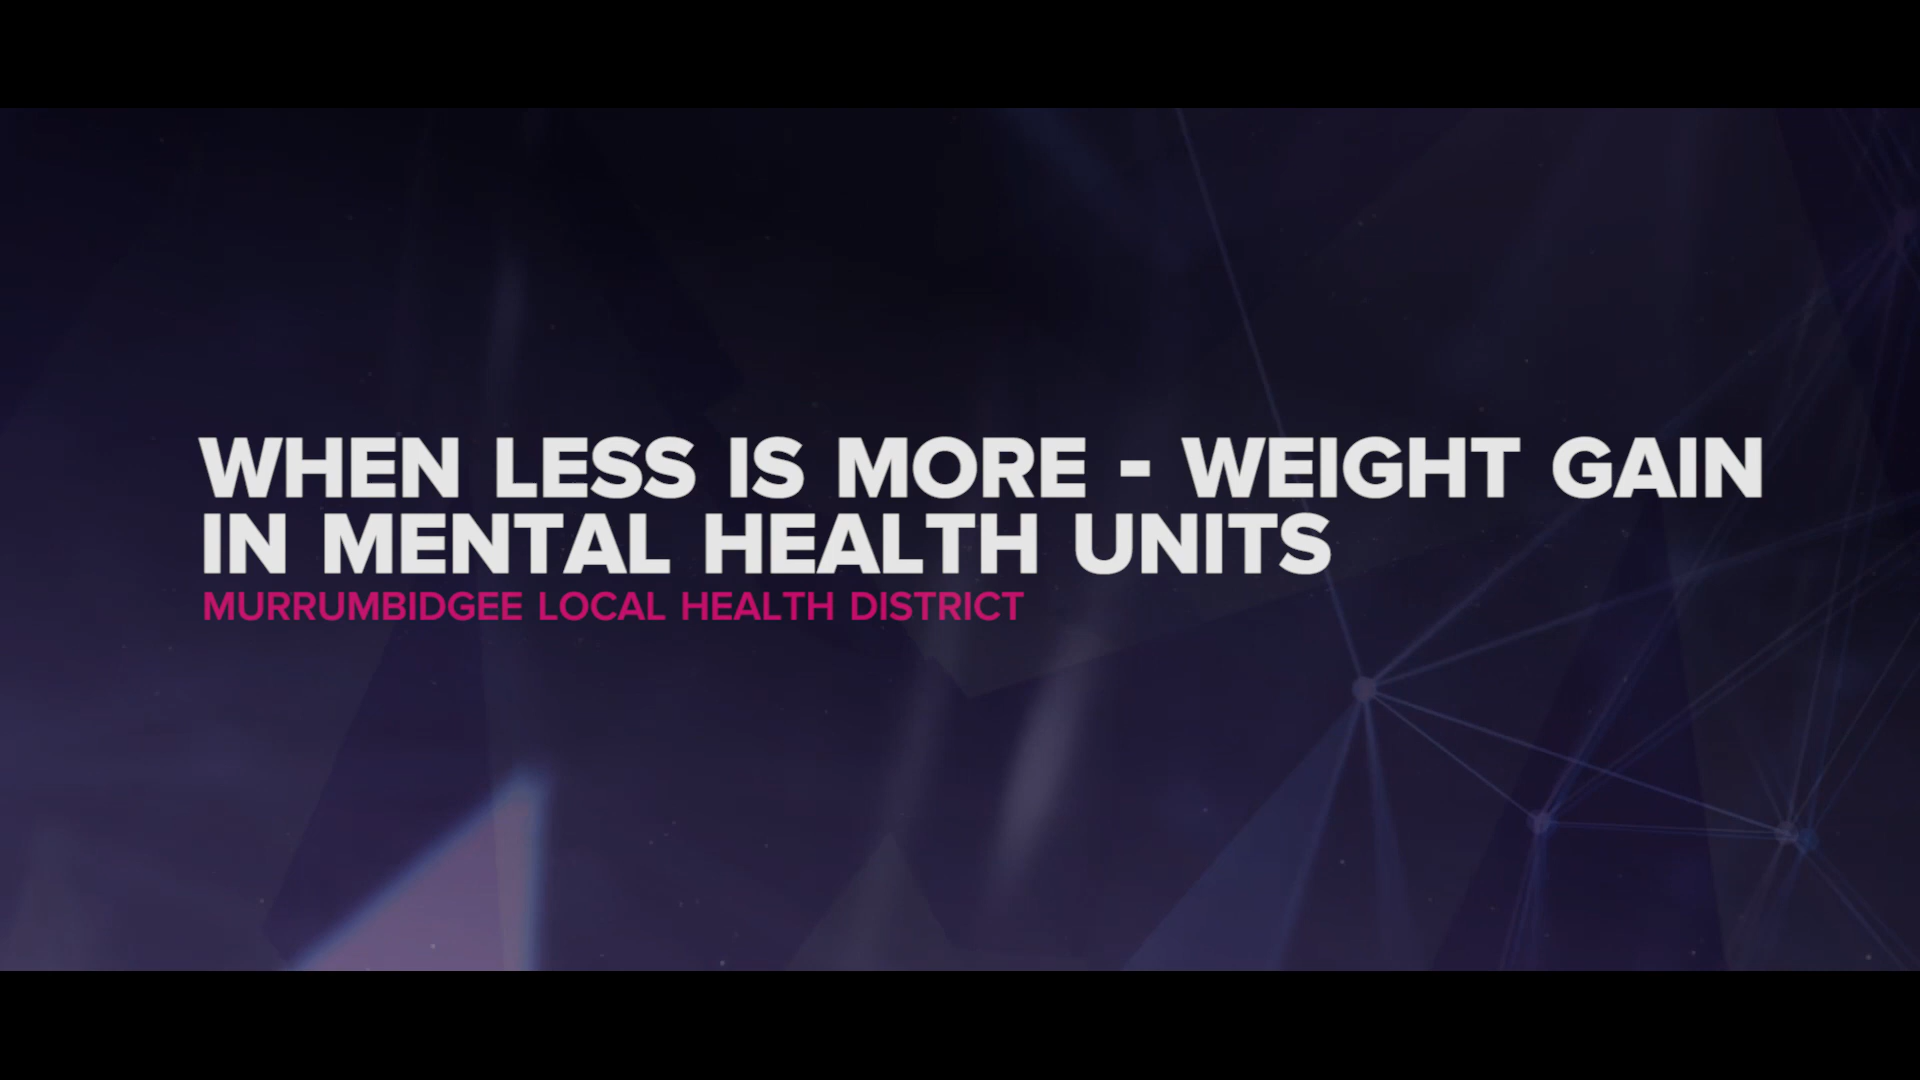 WHEN LESS IS MORE - WEIGHT GAIN
IN MENTAL HEALTH UNITS
MURRUMBIDGEE LOCAL HEALTH DISTRICT